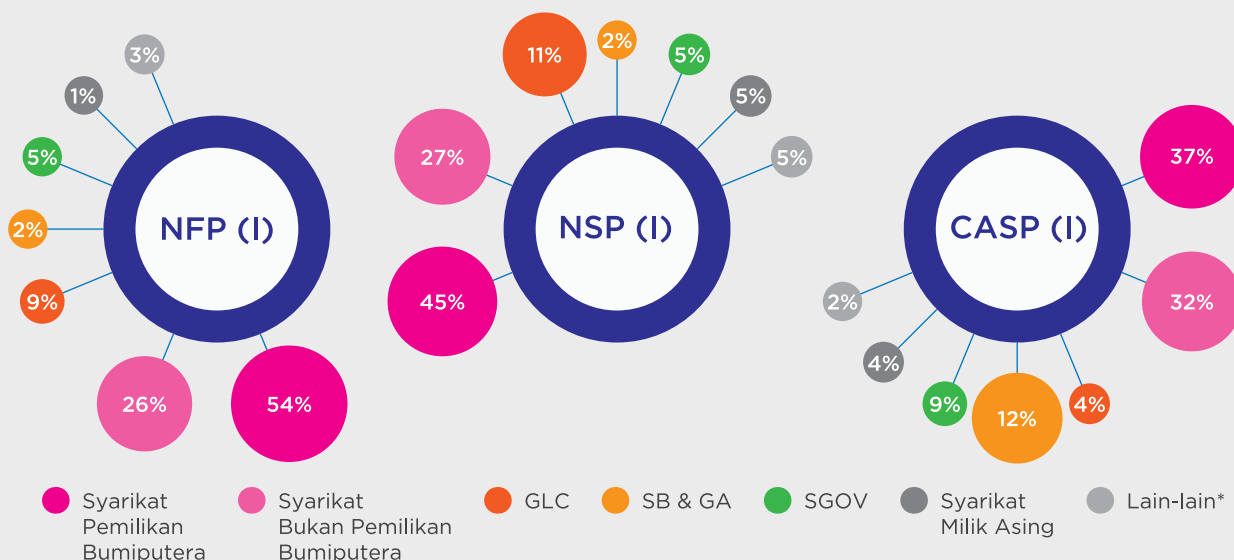 3%
1%
5%
2%
9%
26%
54%
NFP (I)
11%
2%
5%
5%
5%
27%
45%
NSP (I)
37%
32%
4%
12%
9%
4%
2%
CASP (I)
Syarikat
Pemilikan
Bumiputera
Syarikat
Bukan Pemilikan
Bumiputera
GLC
SB & GA
SGOV
Syarikat
Milik Asing
Lain-lain*